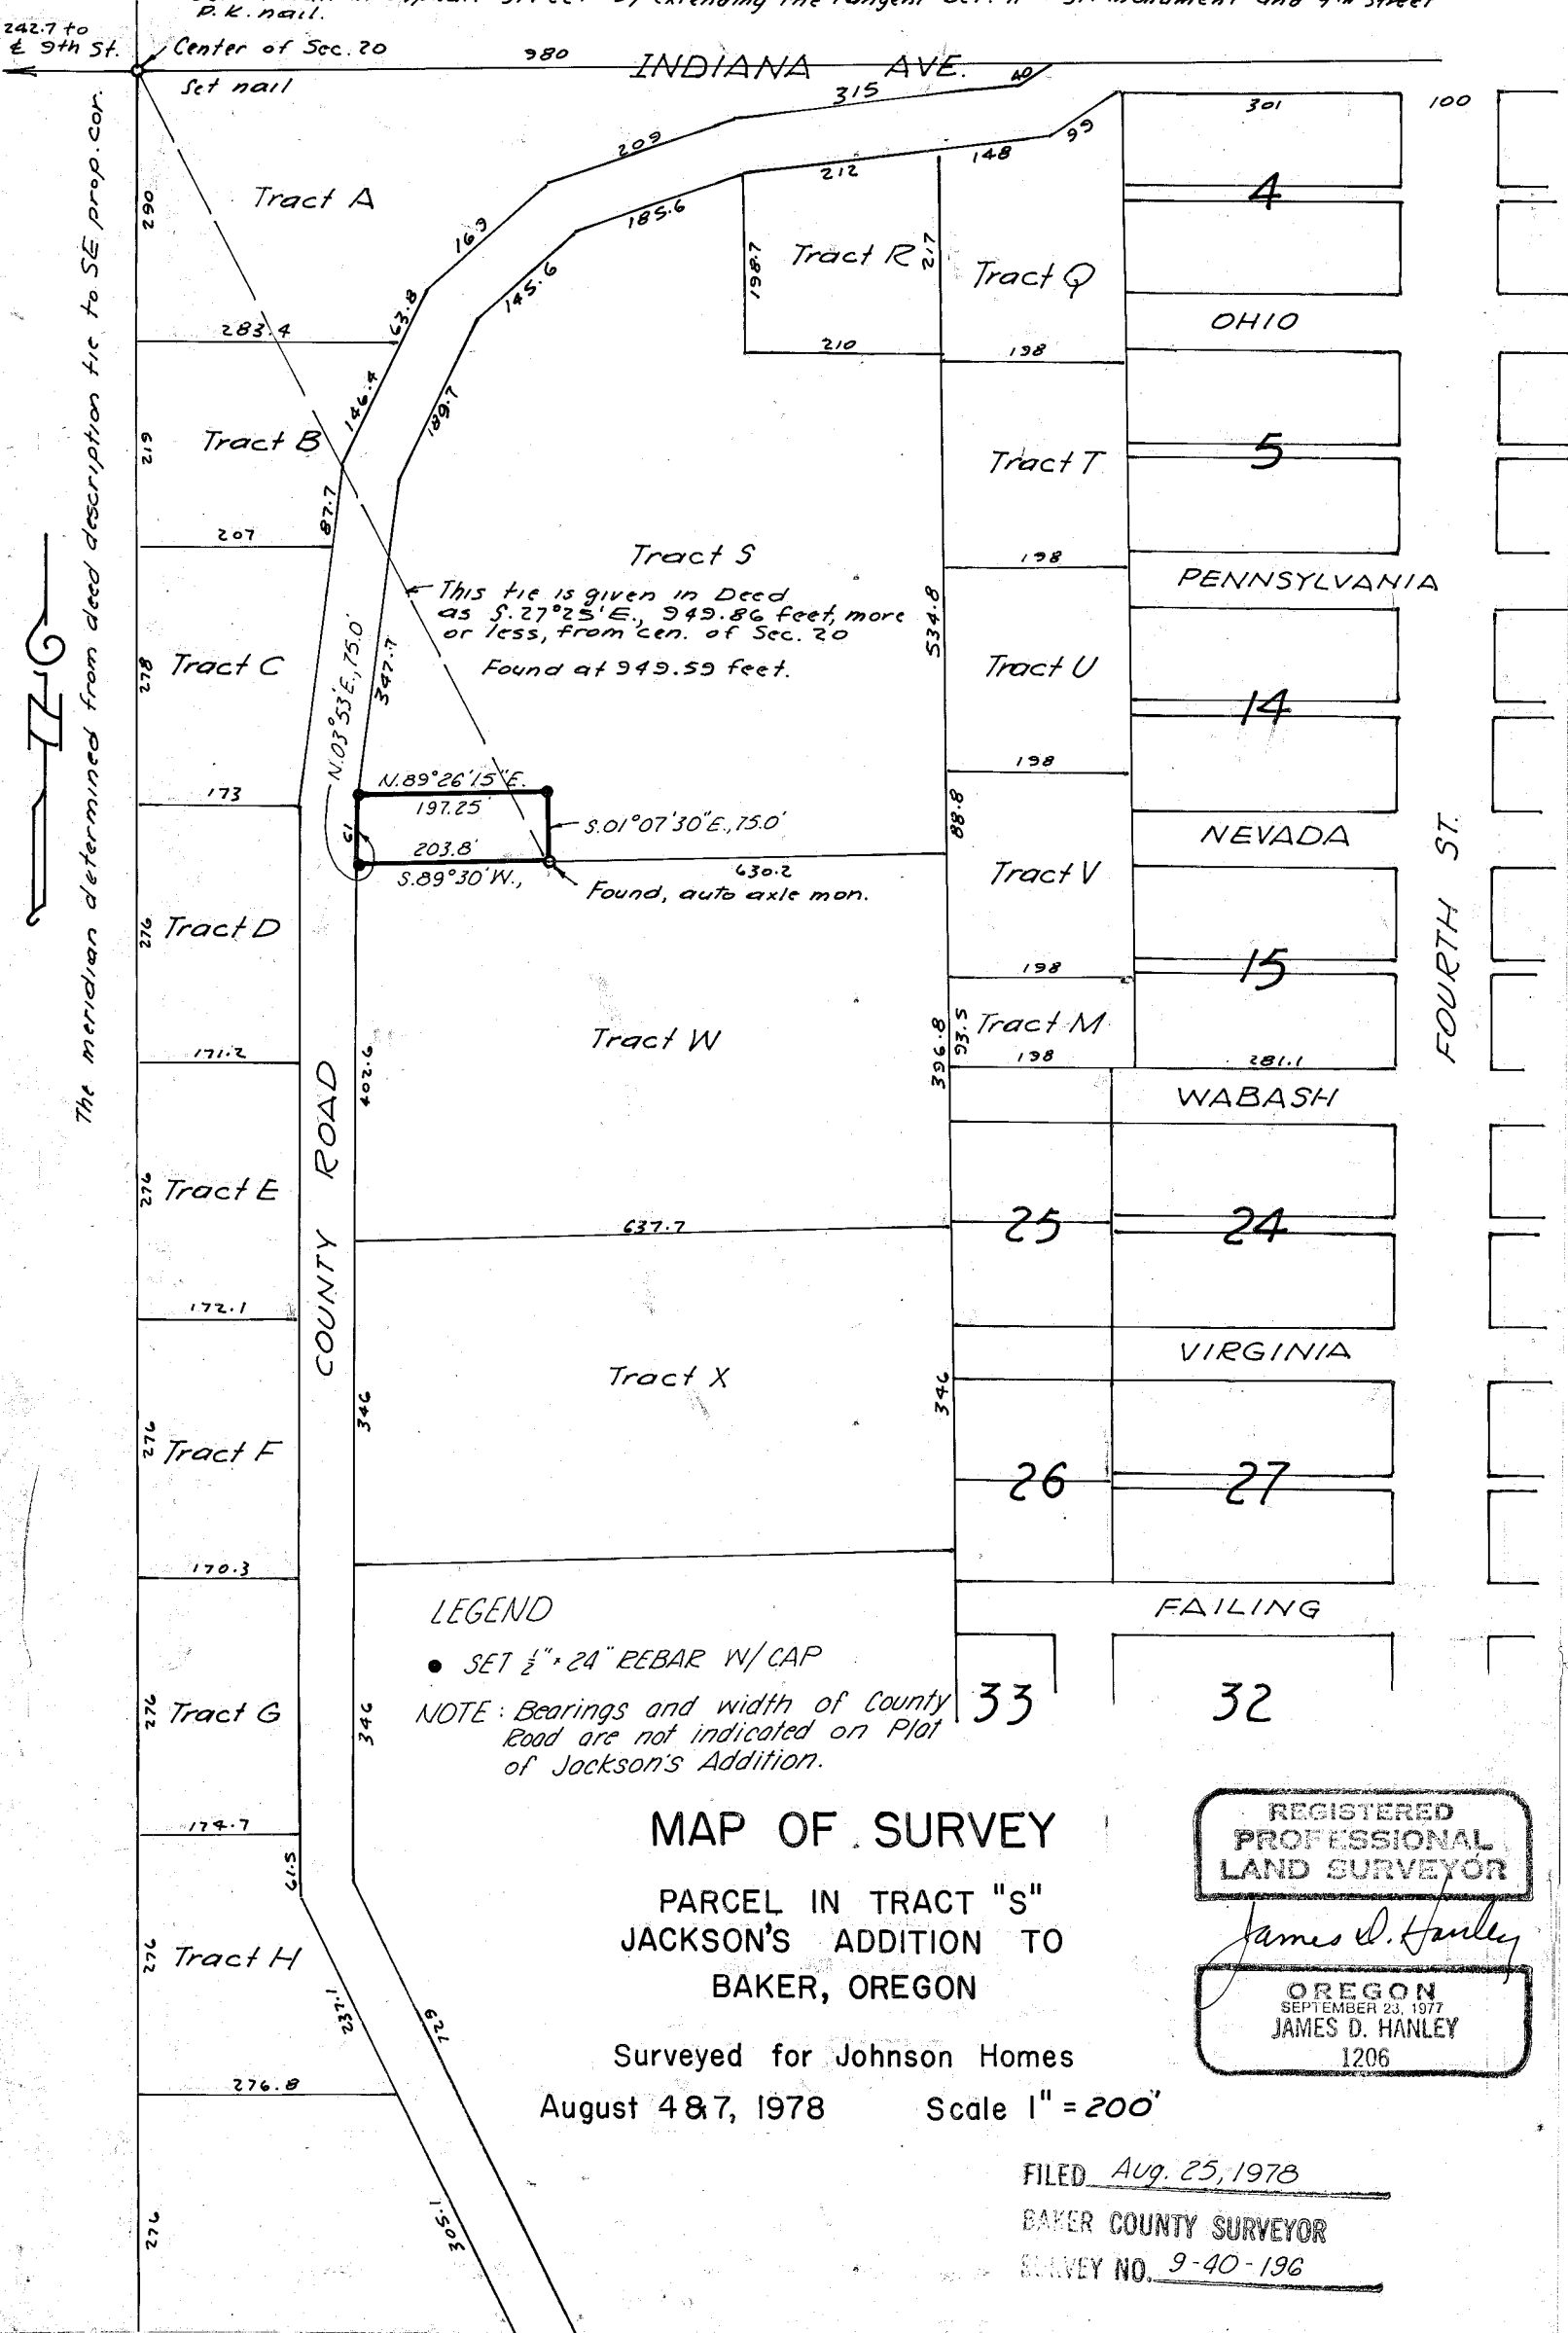 by extending the tangent
monument and 9th Street
P.K. nail.
242.7 to
℄ 9th St.
Center of Sec. 20
Set nail
980
INDIANA AVE.
40
315
209
169
63.8
146.4
87.7
99
148
212
185.6
145.6
189.7
347.7
301
100
290
Tract A
283.4
219
Tract B
207
278
Tract C
173
276
Tract D
171.2
276
Tract E
172.1
276
Tract F
170.3
276
Tract G
174.7
61.5
276
Tract H
237.1
276.8
276
305.1
729
The meridian determined from deed description tie to SE prop. cor.
N
198.7
Tract R
217
210
Tract Q
198
4
OHIO
Tract T
5
198
Tract S
This tie is given in Deed
as S.27°25'E., 949.86 feet, more
or less, from cen. of Sec. 20
Found at 949.59 feet.
534.8
PENNSYLVANIA
Tract U
14
198
N.03°53'E., 75.0'
N.89°26'15"E.
197.25'
61
203.8'
S.89°30'W.,
S.01°07'30"E., 75.0'
630.2
Found, auto axle mon.
88.8
NEVADA
Tract V
15
198
FOURTH ST.
396.8
93.5
Tract M
198
281.1
WABASH
Tract W
402.6
COUNTY ROAD
637.7
25
24
VIRGINIA
Tract X
346
346
26
27
FAILING
33
32
346
LEGEND
● SET ½" x 24" REBAR W/ CAP
NOTE: Bearings and width of County
Road are not indicated on Plat
of Jackson's Addition.
MAP OF SURVEY
PARCEL IN TRACT "S"
JACKSON'S ADDITION TO
BAKER, OREGON
Surveyed for Johnson Homes
August 4&7, 1978 Scale 1" = 200'
REGISTERED
PROFESSIONAL
LAND SURVEYOR
James D. Hanley
OREGON
SEPTEMBER 23, 1977
JAMES D. HANLEY
1206
FILED Aug. 25, 1978
BAKER COUNTY SURVEYOR
SURVEY NO. 9-40-196